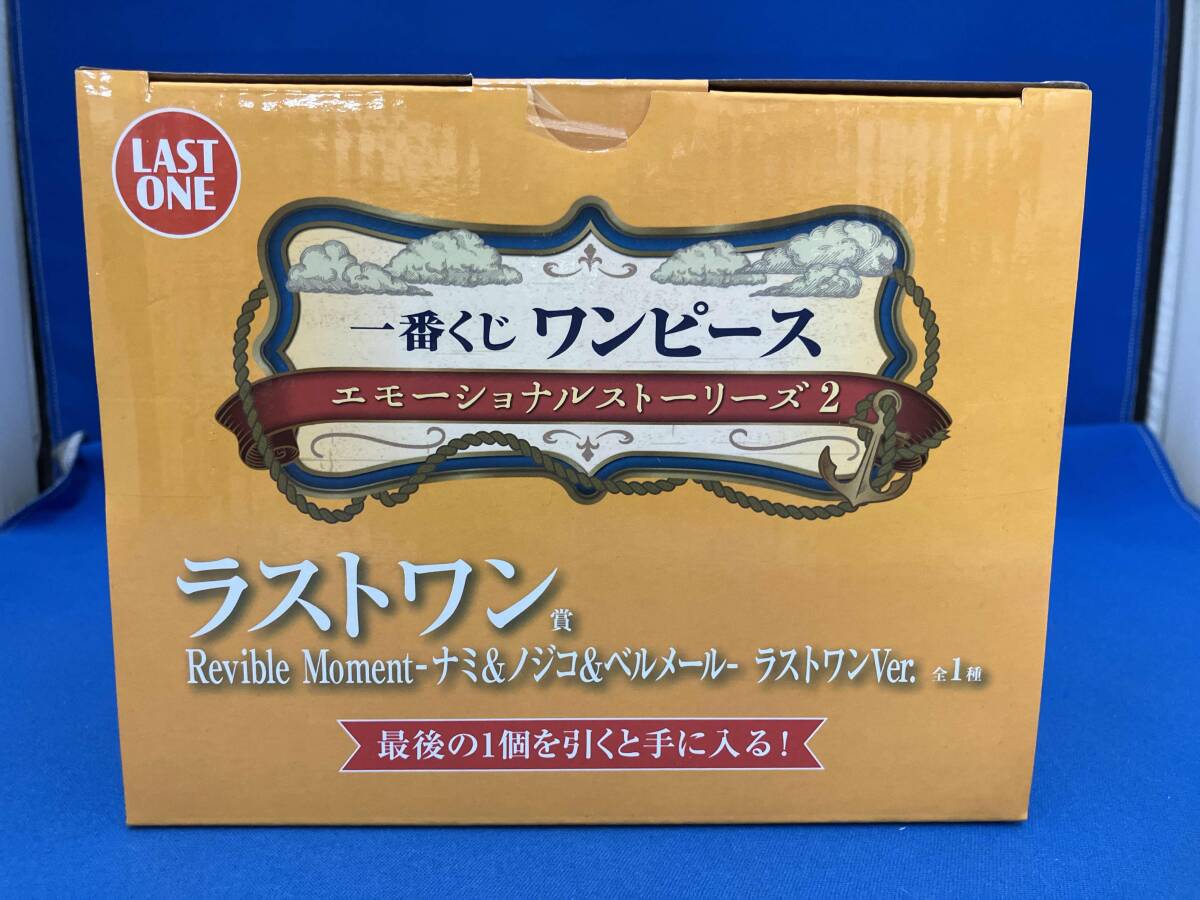 LAST
ONE
一番くじ ワンピース
エモーショナルストーリーズ2
ラストワン賞
Revible Moment-ナミ&ノジコ&ベルメール- ラストワンVer. 全1種
最後の1個を引くと手に入る!